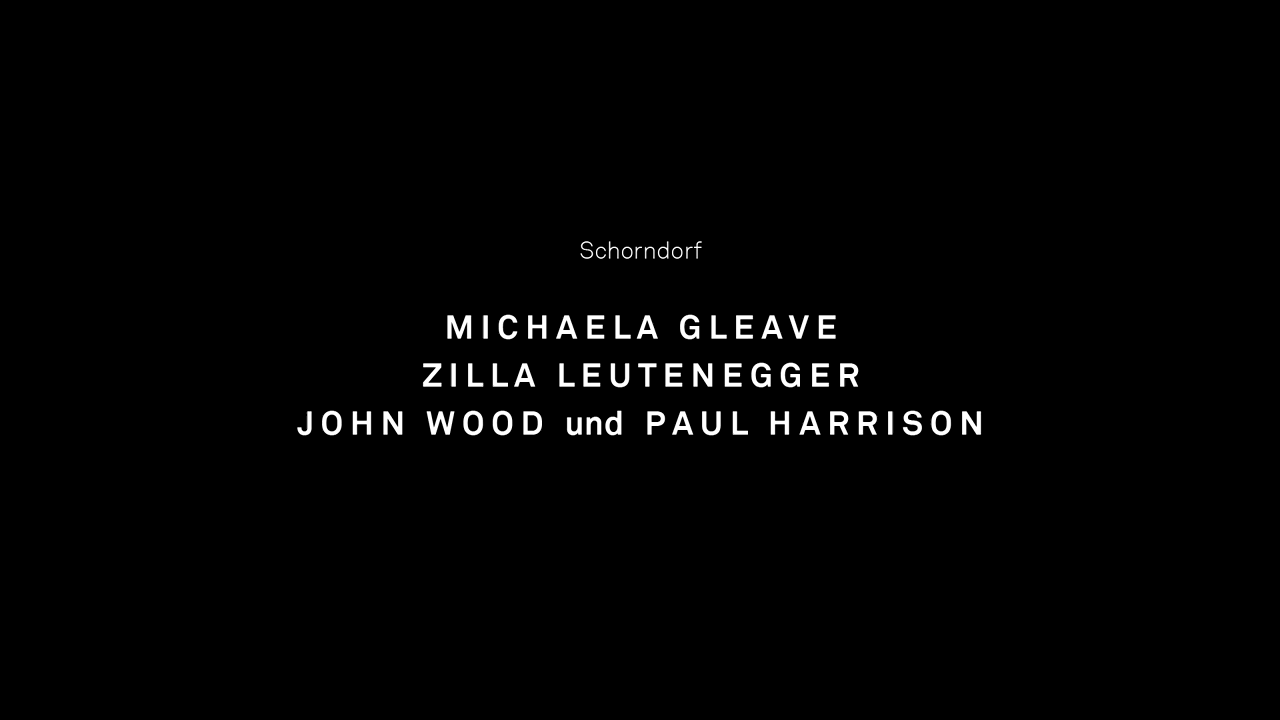 Schorndorf
MICHAELA GLEAVE
ZILLA LEUTENEGGER
JOHN WOOD und PAUL HARRISON